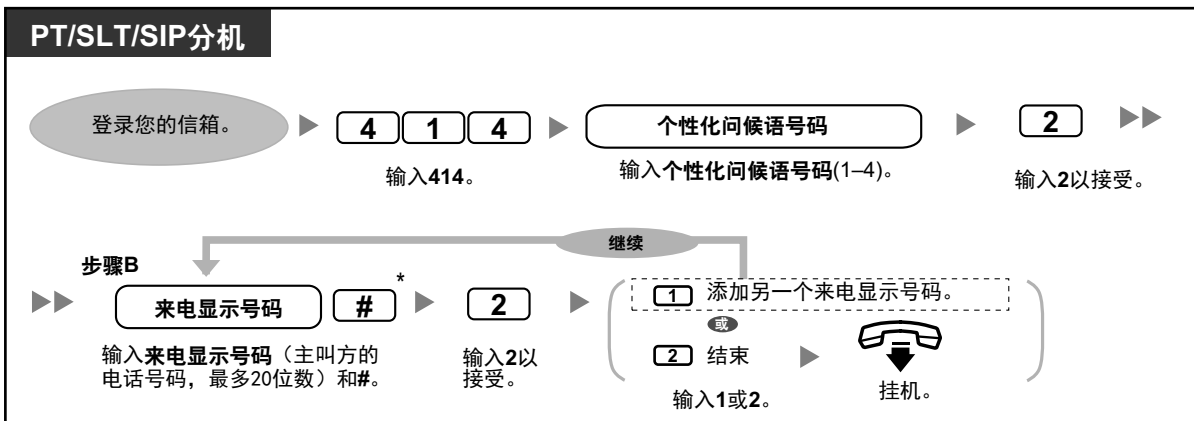 PT/SLT/SIP分机
登录您的信箱。
4 1 4
输入414。
个性化问候语号码
输入个性化问候语号码(1–4)。
2
输入2以接受。
继续
步骤B
来电显示号码 # *
输入来电显示号码（主叫方的
电话号码，最多20位数）和#。
2
输入2以
接受。
1 添加另一个来电显示号码。
或
2 结束
输入1或2。
挂机。